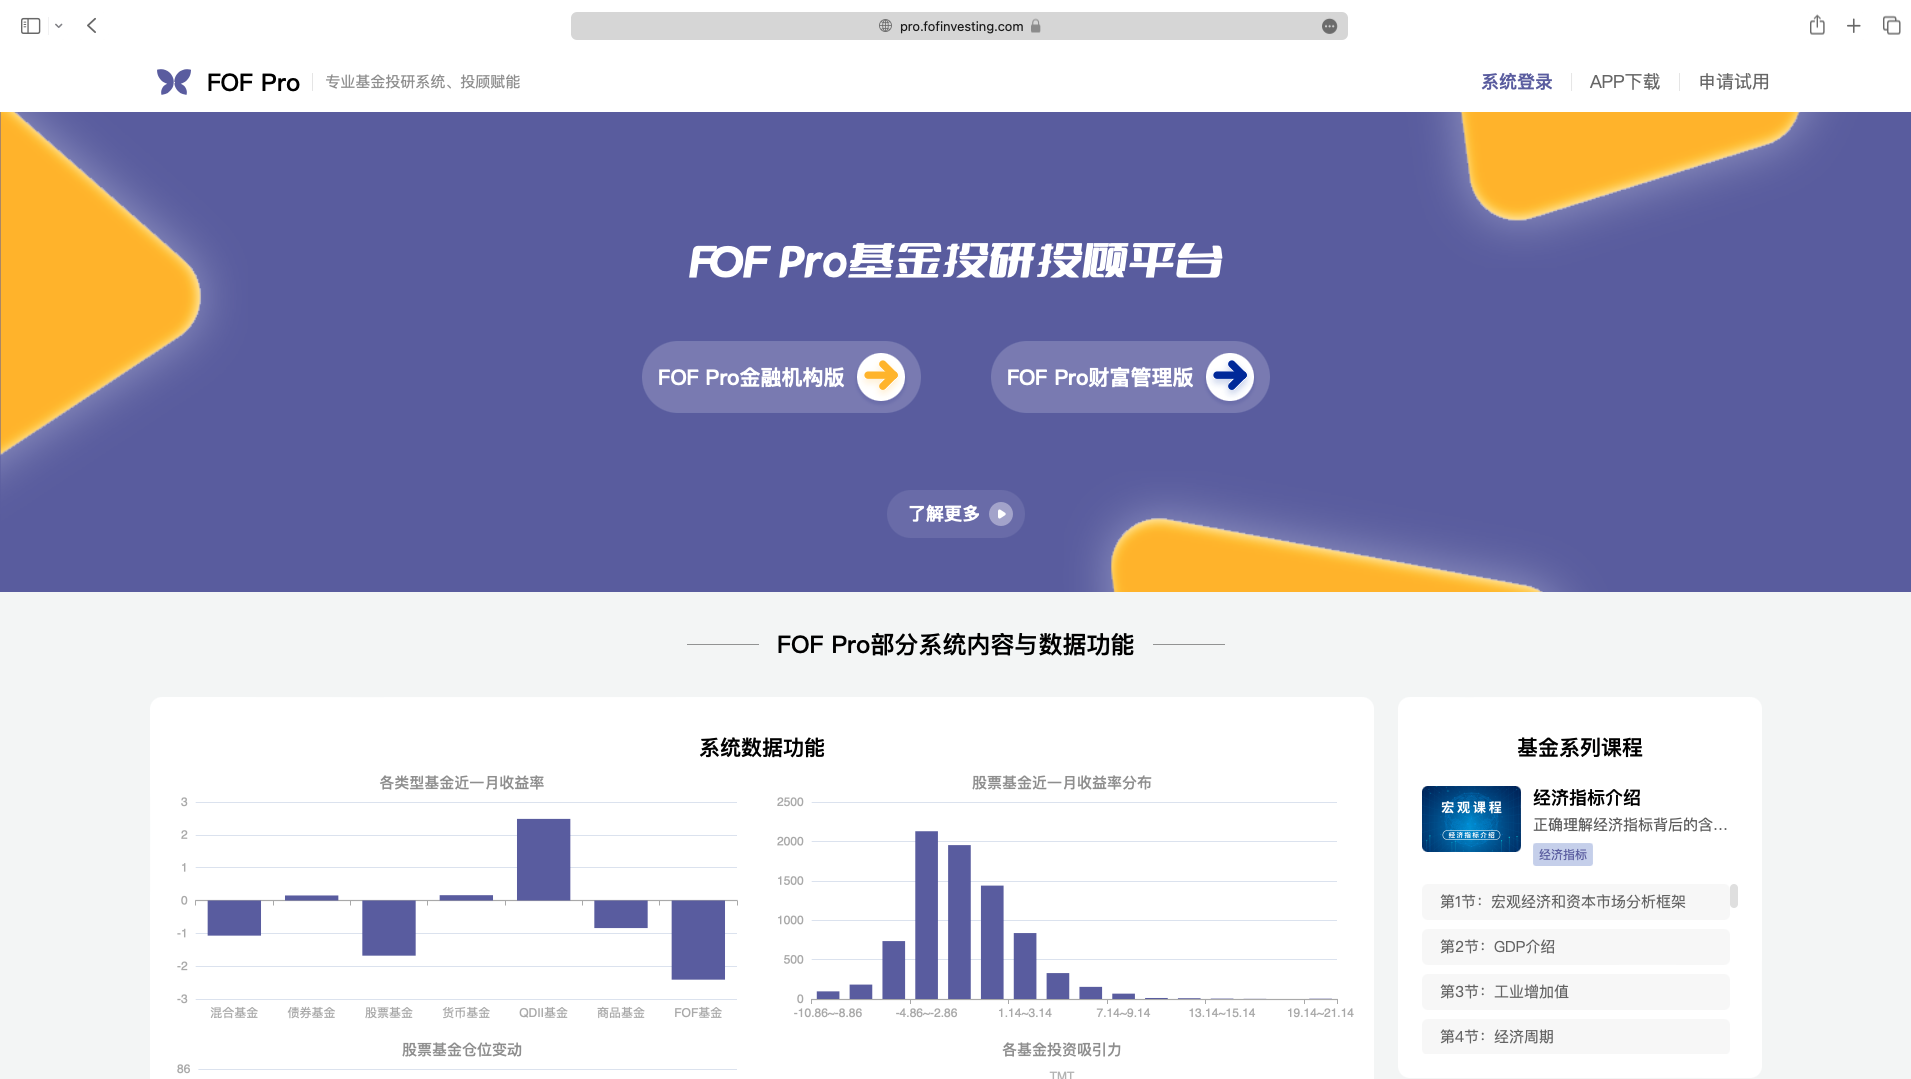 pro.fofinvesting.com
FOF Pro
专业基金投研系统、投顾赋能
系统登录
APP下载
申请试用
FOF Pro基金投研投顾平台
FOF Pro金融机构版
FOF Pro财富管理版
了解更多
FOF Pro部分系统内容与数据功能
系统数据功能
各类型基金近一月收益率
3
2
1
0
-1
-2
-3
混合基金 债券基金 股票基金 货币基金 QDII基金 商品基金 FOF基金
股票基金近一月收益率分布
2500
2000
1500
1000
500
0
-10.86~-8.86 -4.86~-2.86 1.14~3.14 7.14~9.14 13.14~15.14 19.14~21.14
股票基金仓位变动
86
各基金投资吸引力
TMT
基金系列课程
宏观课程
经济指标介绍
经济指标介绍
正确理解经济指标背后的含...
经济指标
第1节：宏观经济和资本市场分析框架
第2节：GDP介绍
第3节：工业增加值
第4节：经济周期